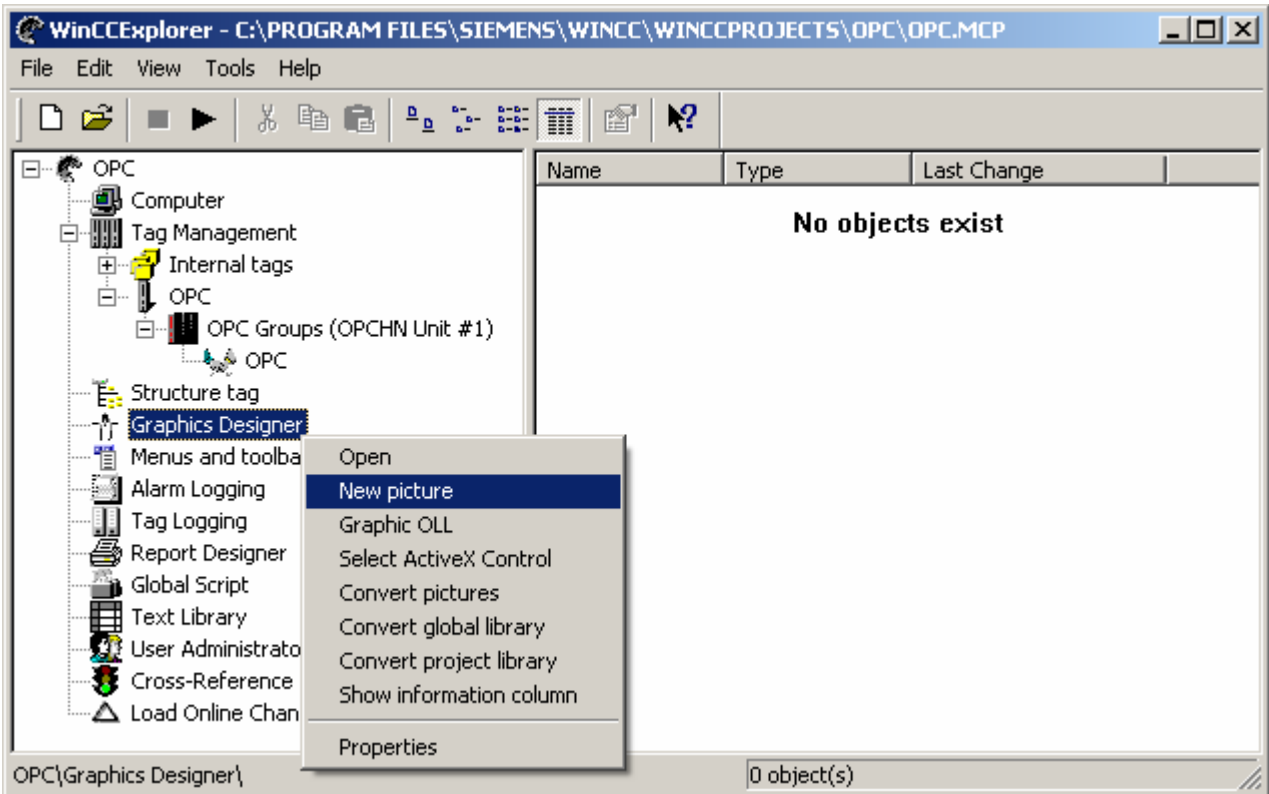 WinCCExplorer - C:\PROGRAM FILES\SIEMENS\WINCC\WINCCPROJECTS\OPC\OPC.MCP
File Edit View Tools Help
OPC
Computer
Tag Management
Internal tags
OPC
OPC Groups (OPCHN Unit #1)
OPC
Structure tag
Graphics Designer
Menus and toolba
Alarm Logging
Tag Logging
Report Designer
Global Script
Text Library
User Administrato
Cross-Reference
Load Online Chan
Name Type Last Change
No objects exist
Open
New picture
Graphic OLL
Select ActiveX Control
Convert pictures
Convert global library
Convert project library
Show information column
Properties
OPC\Graphics Designer\
0 object(s)